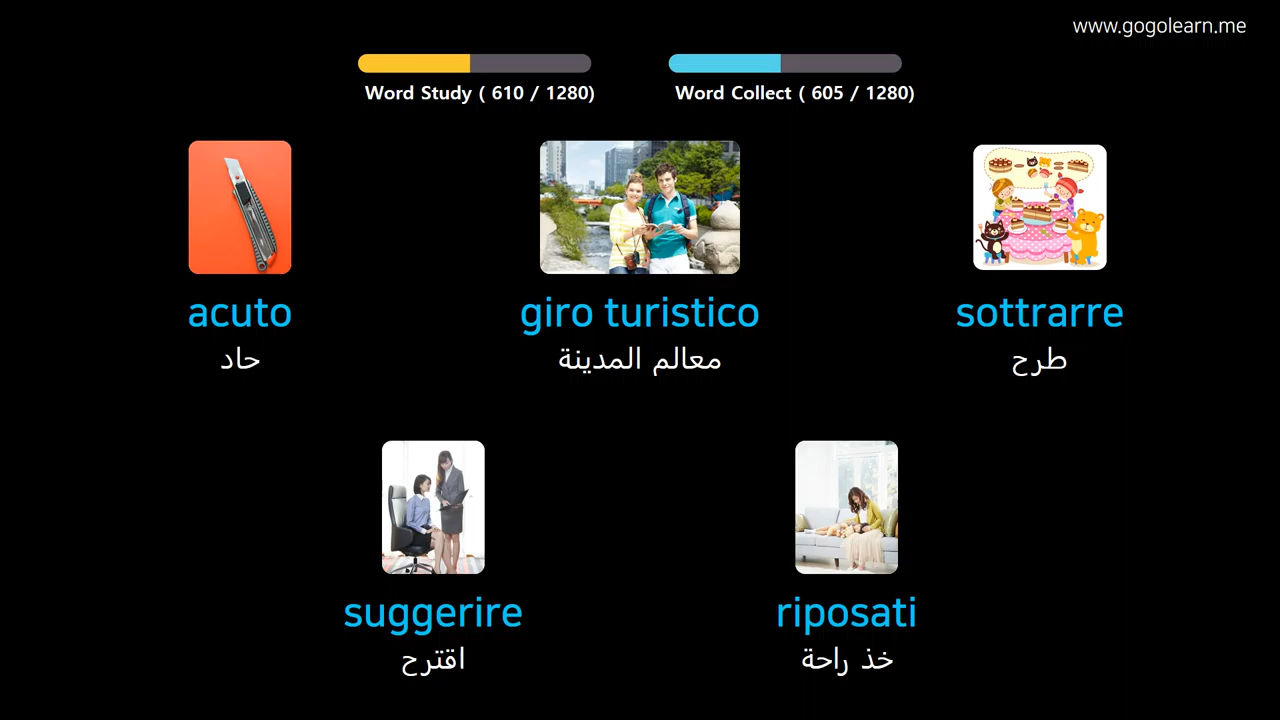 www.gogolearn.me
Word Study ( 610 / 1280)
Word Collect ( 605 / 1280)
acuto
حاد
giro turistico
معالم المدينة
sottrarre
طرح
suggerire
اقترح
riposati
خذ راحة